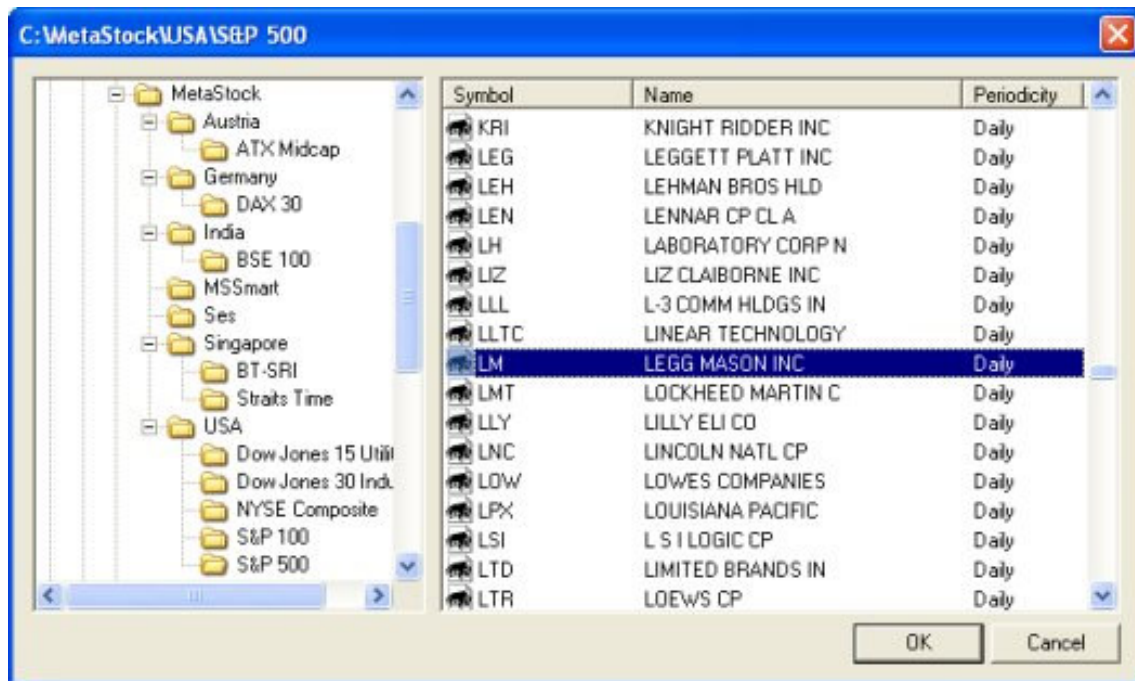 C:\MetaStock\USA\S&P 500
MetaStock
Austria
ATX Midcap
Germany
DAX 30
India
BSE 100
MSSmart
Ses
Singapore
BT-SRI
Straits Time
USA
Dow Jones 15 Utilit
Dow Jones 30 Indu
NYSE Composite
S&P 100
S&P 500
Symbol Name Periodicity
KRI KNIGHT RIDDER INC Daily
LEG LEGGETT PLATT INC Daily
LEH LEHMAN BROS HLD Daily
LEN LENNAR CP CL A Daily
LH LABORATORY CORP N Daily
LIZ LIZ CLAIBORNE INC Daily
LLL L-3 COMM HLDGS IN Daily
LLTC LINEAR TECHNOLOGY Daily
LM LEGG MASON INC Daily
LMT LOCKHEED MARTIN C Daily
LLY LILLY ELI CO Daily
LNC LINCOLN NATL CP Daily
LOW LOWES COMPANIES Daily
LPX LOUISIANA PACIFIC Daily
LSI L S I LOGIC CP Daily
LTD LIMITED BRANDS IN Daily
LTR LOEWS CP Daily
OK Cancel